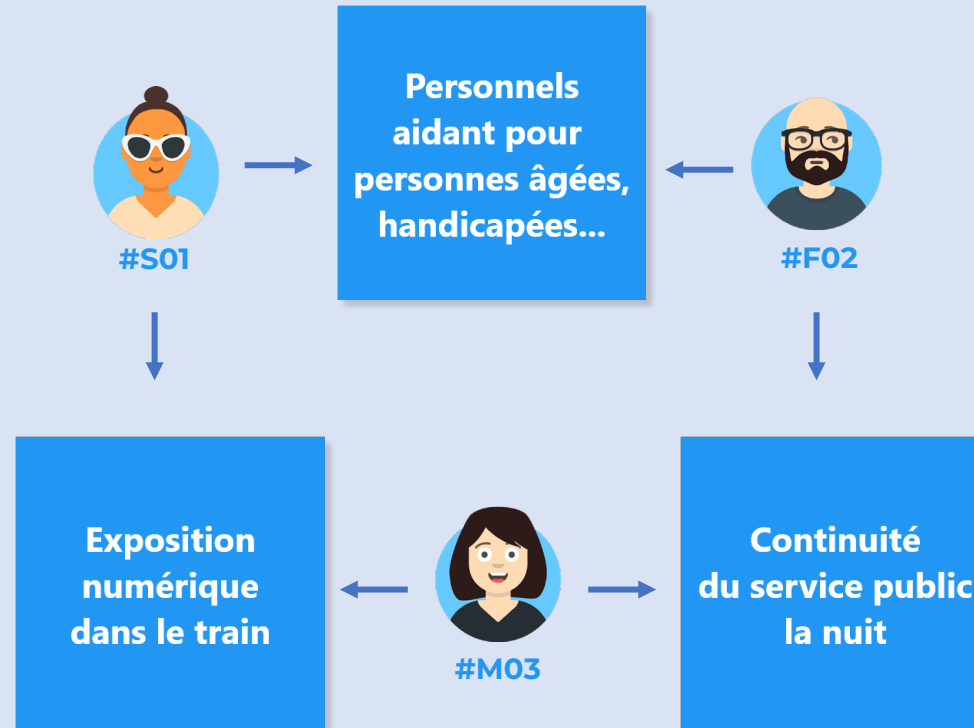 Personnels
aidant pour
personnes âgées,
handicapées...
#S01
#F02
Exposition
numérique
dans le train
Continuité
du service public
la nuit
#M03